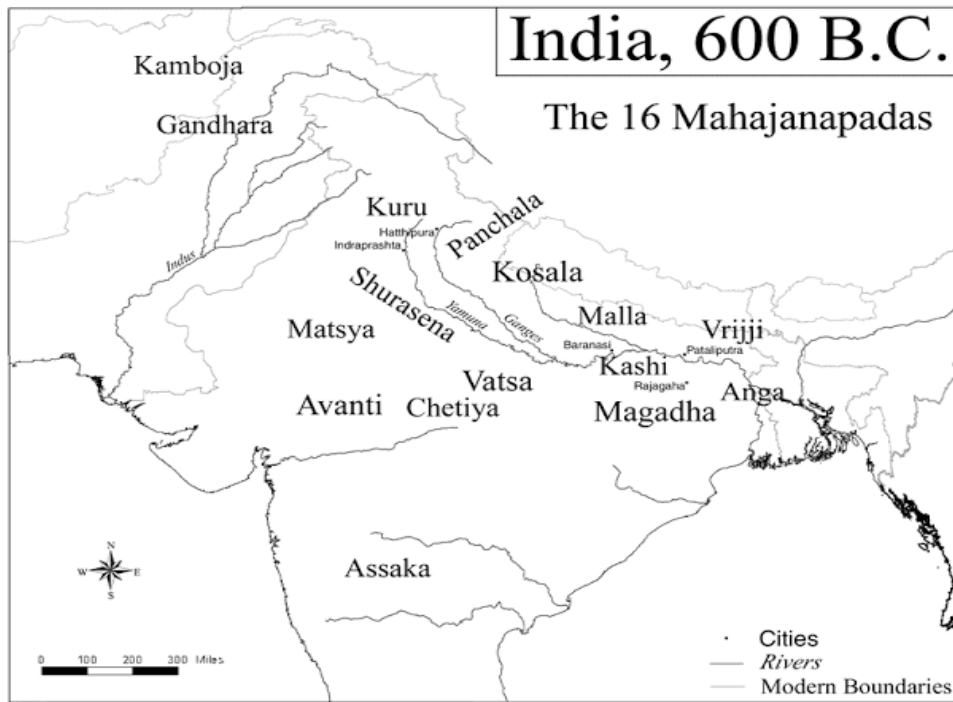 India, 600 B.C.
The 16 Mahajanapadas
Kamboja
Gandhara
Kuru
Hatthipura
Indraprashta
Panchala
Indus
Kosala
Shurasena
Yamuna
Ganges
Malla
Matsya
Vrijji
Baranasi
Pataliputra
Kashi
Vatsa
Rajagaha
Anga
Avanti
Chetiya
Magadha
Assaka
N
W
E
S
0 100 200 300 Miles
Cities
Rivers
Modern Boundaries